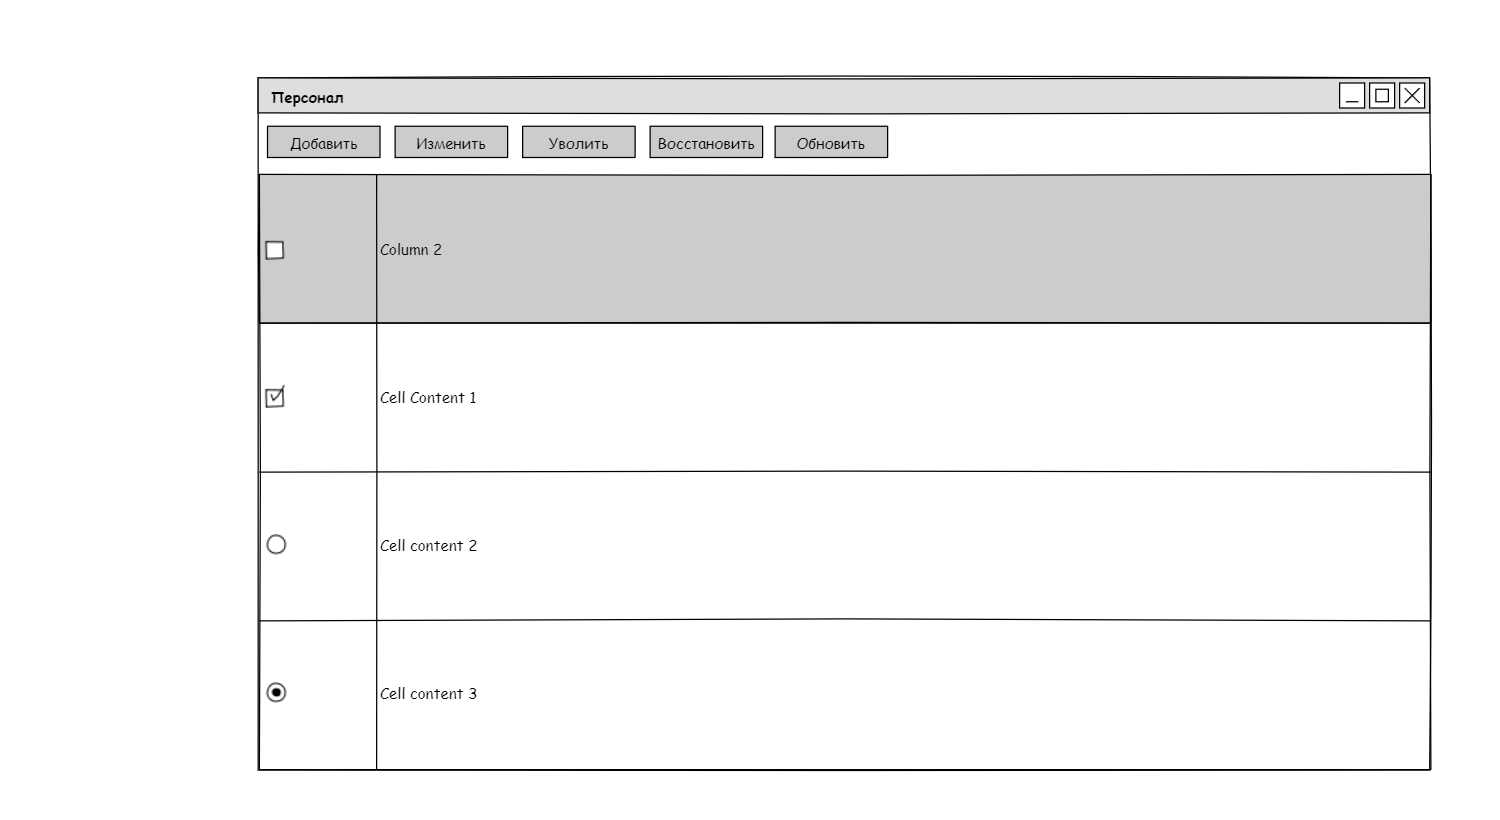 Персонал
Добавить Изменить Уволить Восстановить Обновить
Column 2
Cell Content 1
Cell content 2
Cell content 3